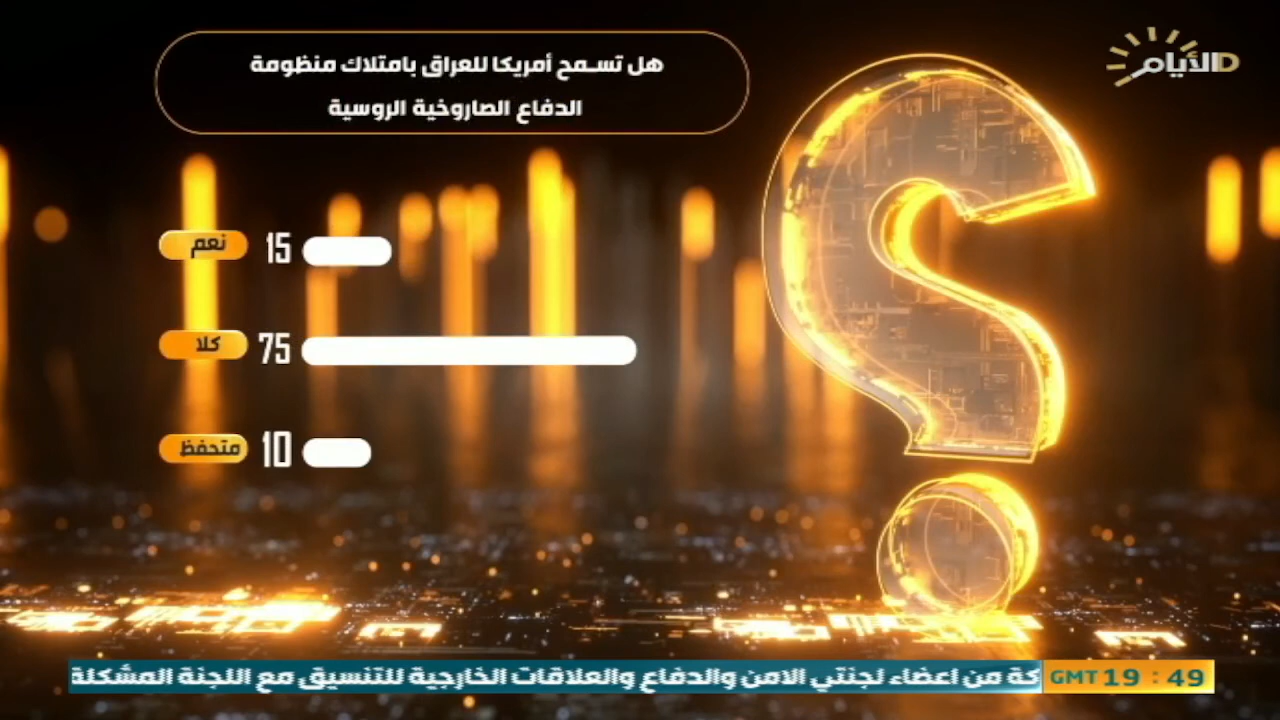 هل تسمح أمريكا للعراق بامتلاك منظومة
الدفاع الصاروخية الروسية
الأيام
نعم 15
كلا 75
متحفظ 10
كة من اعضاء لجنتي الامن والدفاع والعلاقات الخارجية للتنسيق مع اللجنة المشكلة
GMT 19 : 49